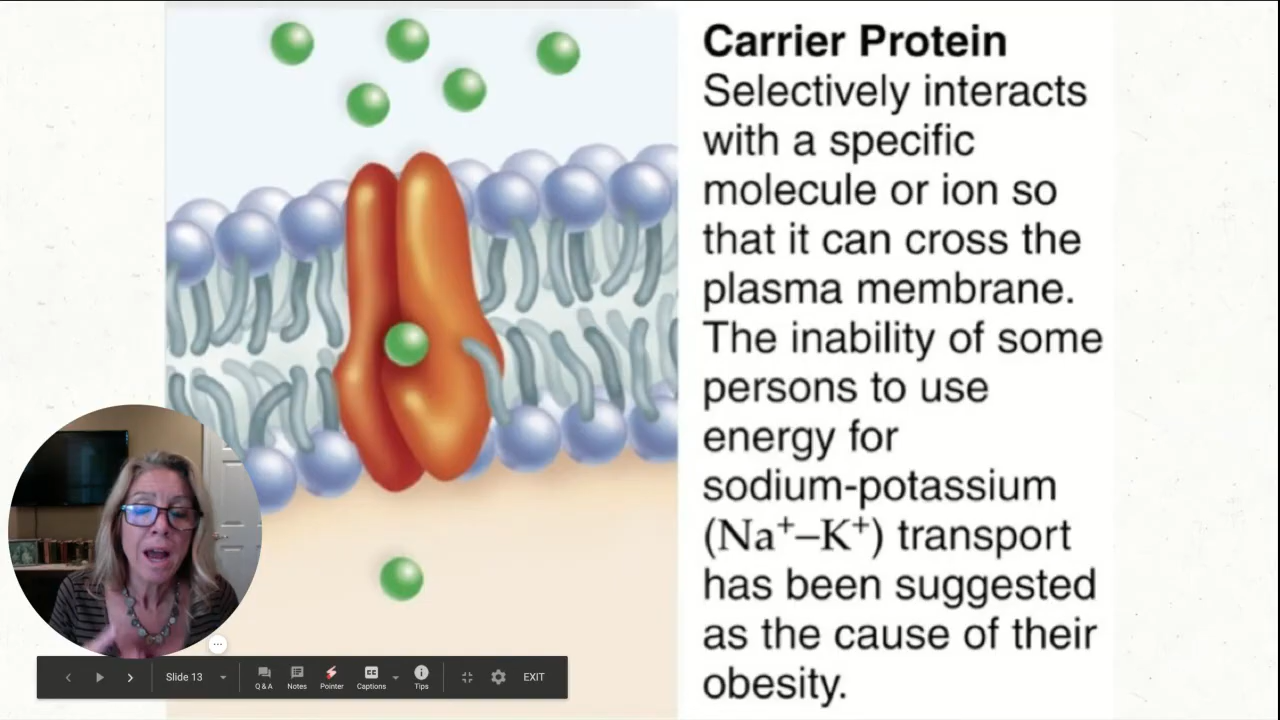 Carrier Protein
Selectively interacts
with a specific
molecule or ion so
that it can cross the
plasma membrane.
The inability of some
persons to use
energy for
sodium-potassium
(Na⁺–K⁺) transport
has been suggested
as the cause of their
obesity.
Slide 13
Q & A
Notes
Pointer
CC
Captions
Tips
EXIT